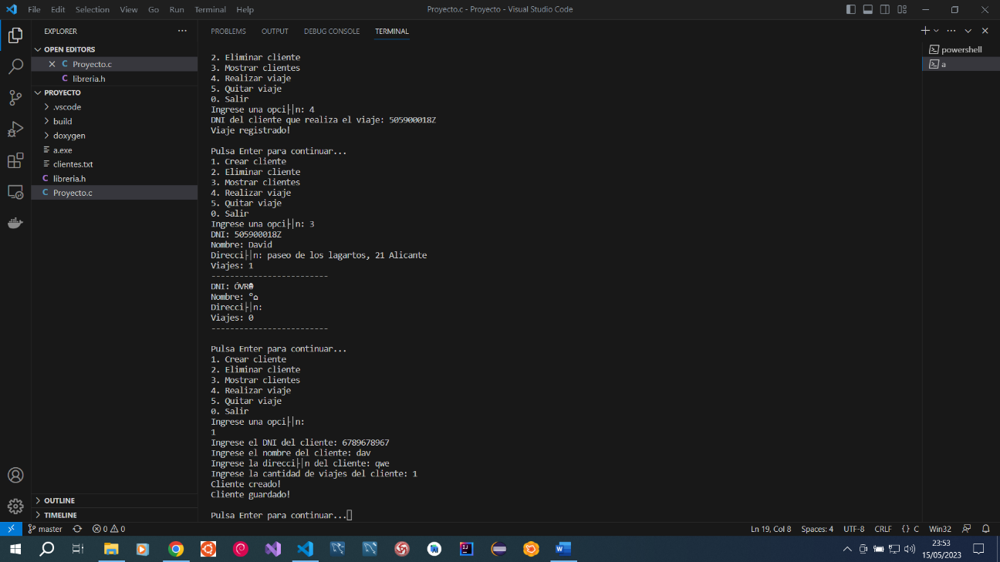 File Edit Selection View Go Run Terminal Help
Proyecto.c - Proyecto - Visual Studio Code
EXPLORER
OPEN EDITORS
C Proyecto.c
C libreria.h
PROYECTO
.vscode
build
doxygen
a.exe
clientes.txt
C libreria.h
C Proyecto.c
OUTLINE
TIMELINE
PROBLEMS OUTPUT DEBUG CONSOLE TERMINAL
powershell
a
2. Eliminar cliente
3. Mostrar clientes
4. Realizar viaje
5. Quitar viaje
0. Salir
Ingrese una opci├│n: 4
DNI del cliente que realiza el viaje: 505900018Z
Viaje registrado!
Pulsa Enter para continuar...
1. Crear cliente
2. Eliminar cliente
3. Mostrar clientes
4. Realizar viaje
5. Quitar viaje
0. Salir
Ingrese una opci├│n: 3
DNI: 505900018Z
Nombre: David
Direcci├│n: paseo de los lagartos, 21 Alicante
Viajes: 1
-------------------------
DNI:
Nombre:
Direcci├│n:
Viajes: 0
-------------------------
Pulsa Enter para continuar...
1. Crear cliente
2. Eliminar cliente
3. Mostrar clientes
4. Realizar viaje
5. Quitar viaje
0. Salir
Ingrese una opci├│n:
1
Ingrese el DNI del cliente: 6789678967
Ingrese el nombre del cliente: dav
Ingrese la direcci├│n del cliente: qwe
Ingrese la cantidad de viajes del cliente: 1
Cliente creado!
Cliente guardado!
Pulsa Enter para continuar...
master 0 0 Ln 19, Col 8 Spaces: 4 UTF-8 CRLF {} C Win32
23:53
15/05/2023